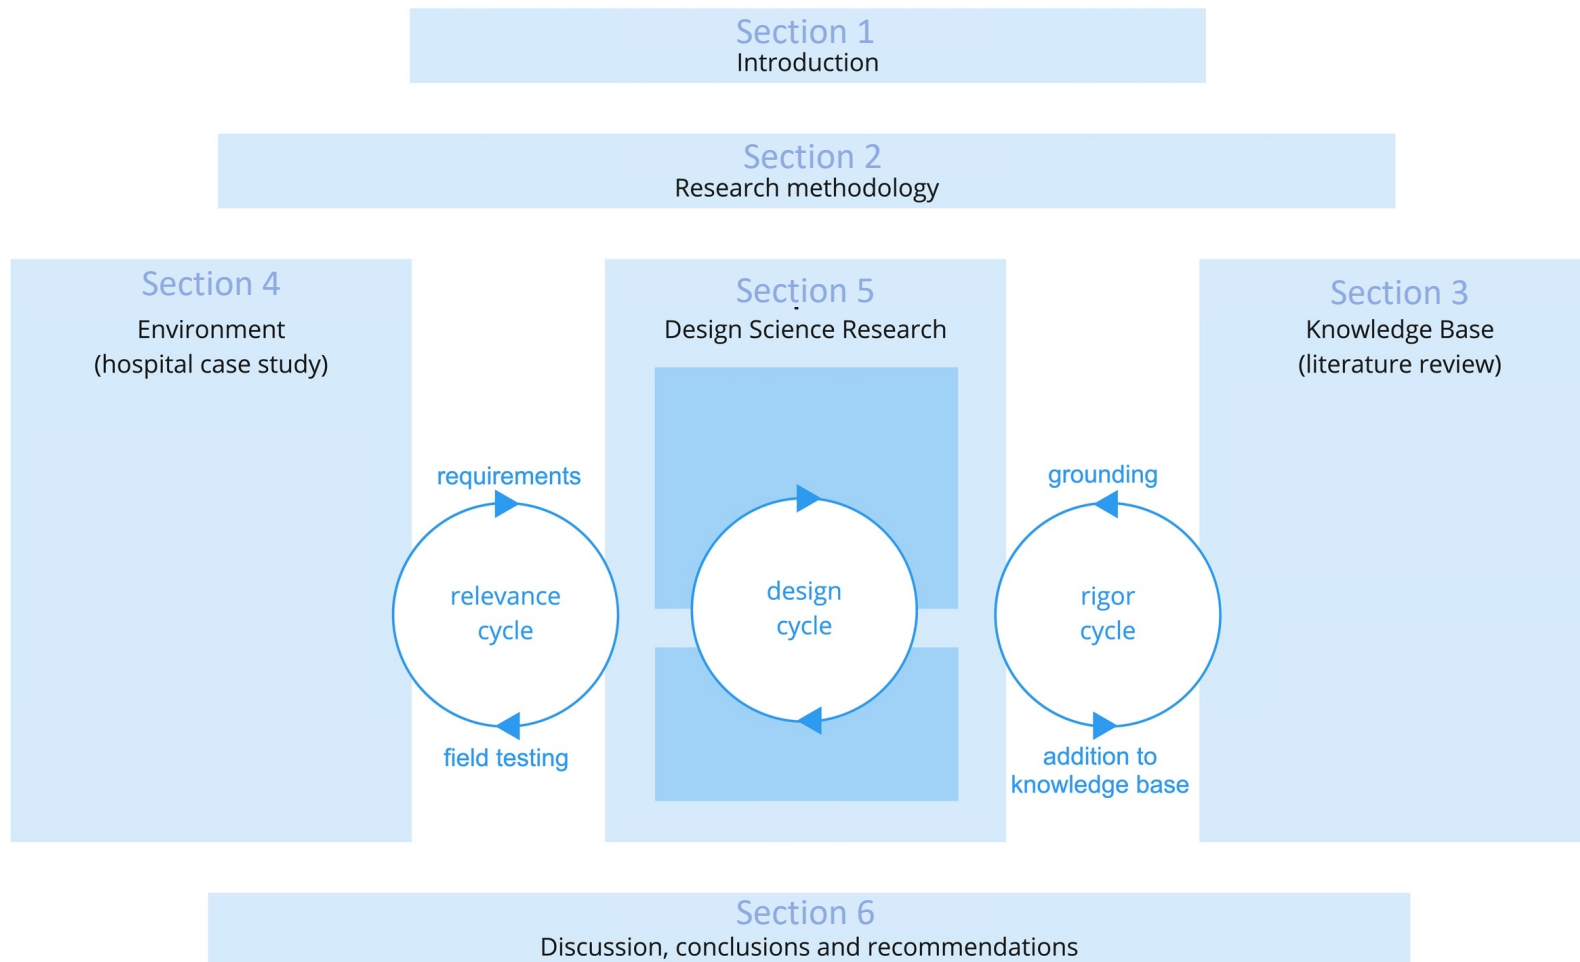 Section 1
Introduction
Section 2
Research methodology
Section 4
Environment
(hospital case study)
Section 5
Design Science Research
Section 3
Knowledge Base
(literature review)
requirements
relevance
cycle
field testing
design
cycle
grounding
rigor
cycle
addition to
knowledge base
Section 6
Discussion, conclusions and recommendations